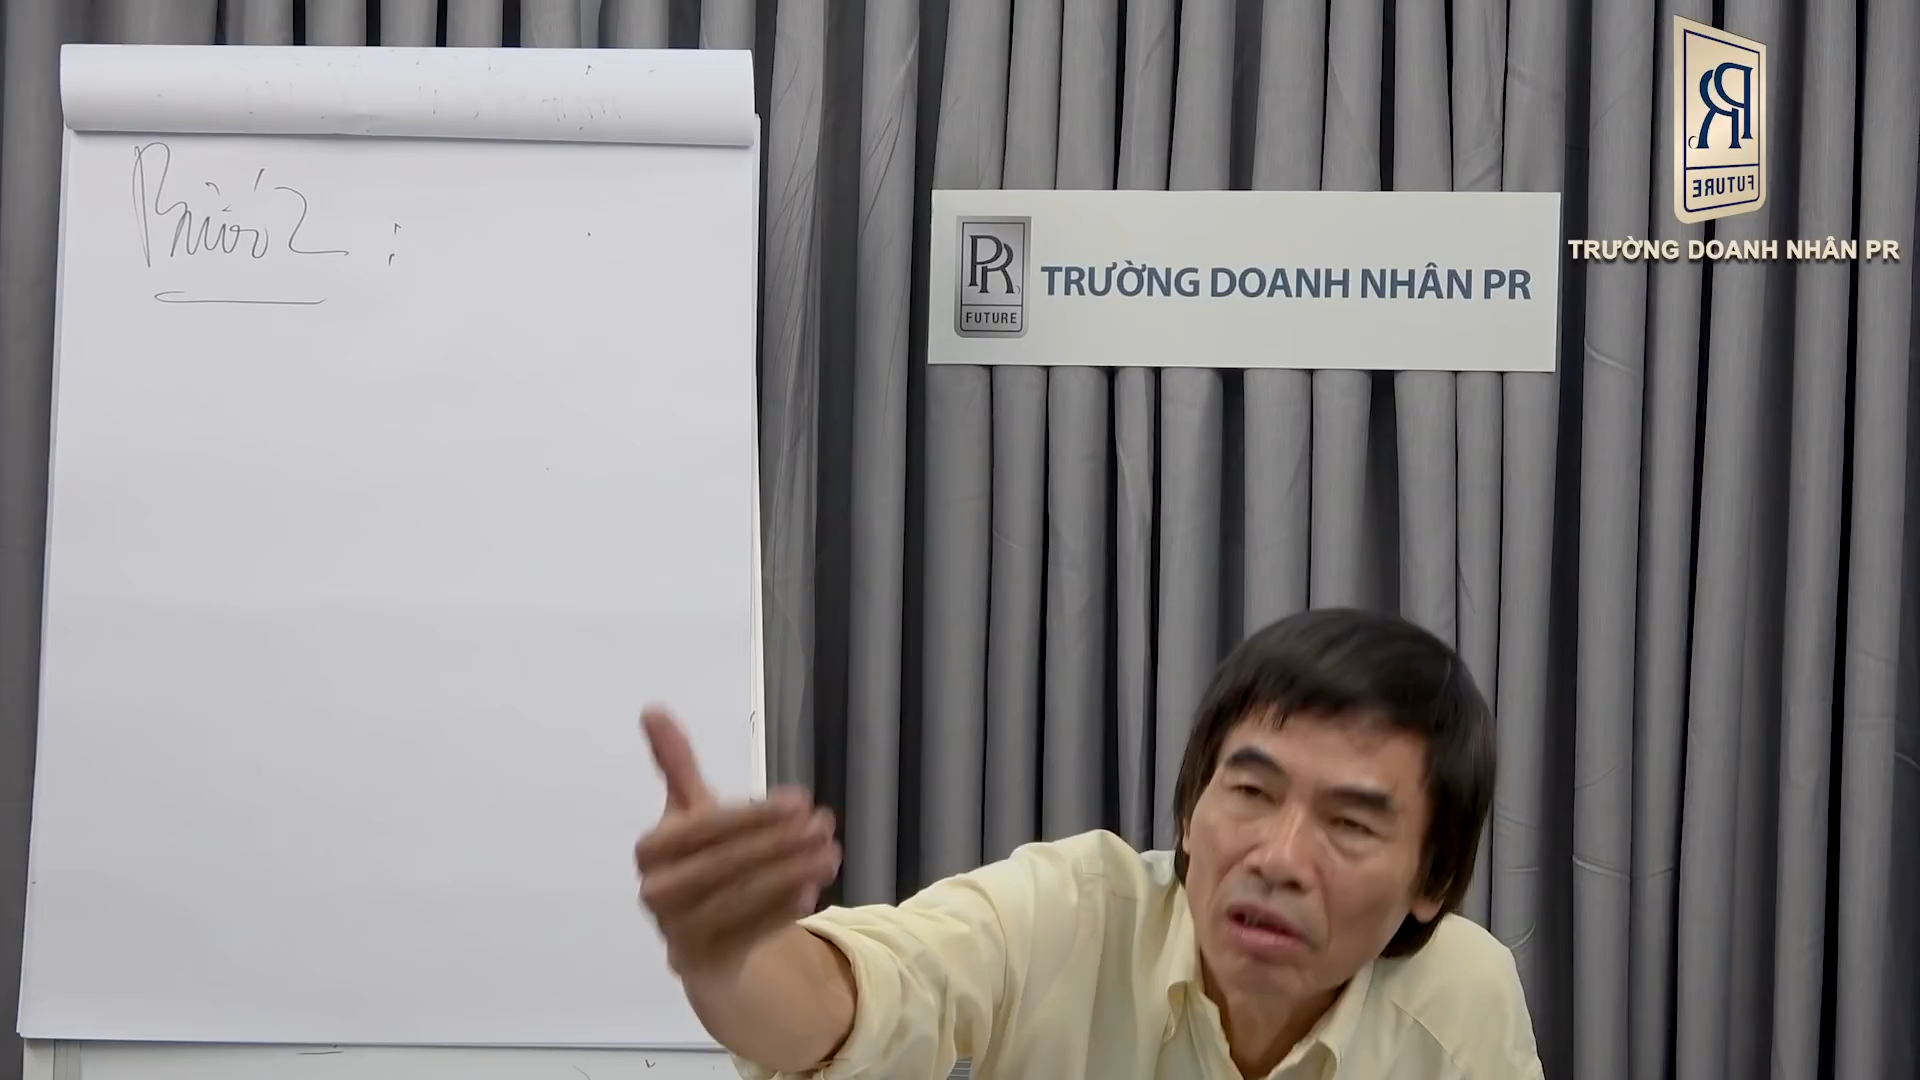 Bước 2 :
PR
FUTURE
TRƯỜNG DOANH NHÂN PR
PR
FUTURE
TRƯỜNG DOANH NHÂN PR